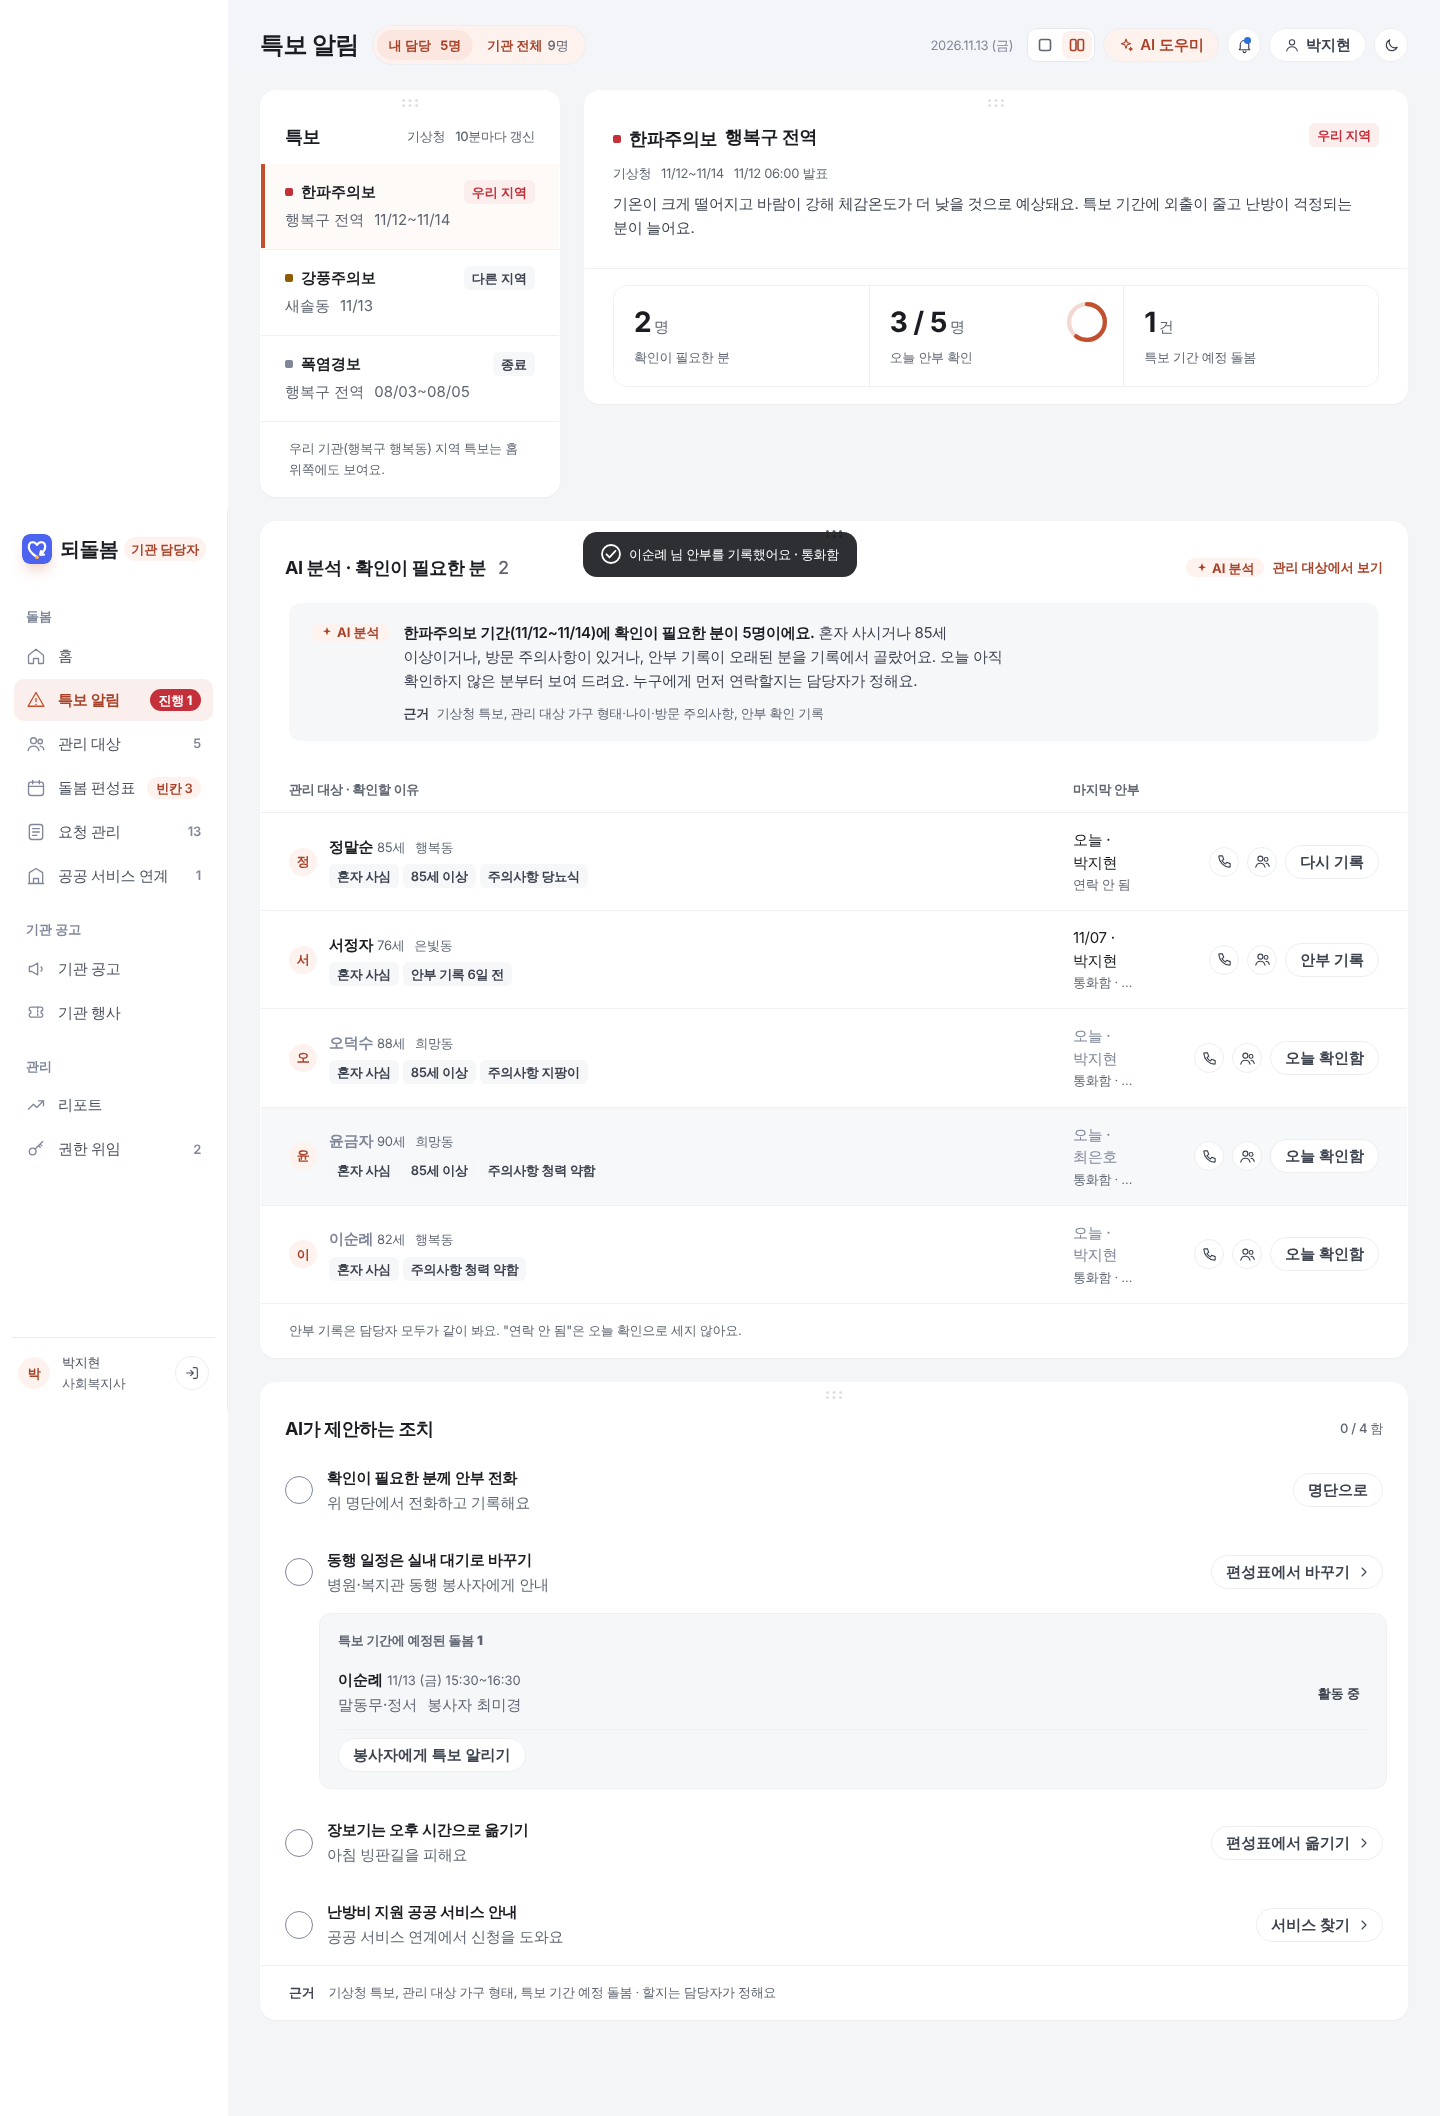 특보 알림
내 담당 5명
기관 전체 9명
2026.11.13 (금)
AI 도우미
박지현
특보
기상청 10분마다 갱신
한파주의보
우리 지역
행복구 전역 11/12~11/14
강풍주의보
다른 지역
새솔동 11/13
폭염경보
종료
행복구 전역 08/03~08/05
우리 기관(행복구 행복동) 지역 특보는 홈
위쪽에도 보여요.
한파주의보 행복구 전역
우리 지역
기상청 11/12~11/14 11/12 06:00 발표
기온이 크게 떨어지고 바람이 강해 체감온도가 더 낮을 것으로 예상돼요. 특보 기간에 외출이 줄고 난방이 걱정되는
분이 늘어요.
2명
확인이 필요한 분
3 / 5명
오늘 안부 확인
1건
특보 기간 예정 돌봄
되돌봄 기관 담당자
돌봄
홈
특보 알림 진행 1
관리 대상 5
돌봄 편성표 빈칸 3
요청 관리 13
공공 서비스 연계 1
기관 공고
기관 공고
기관 행사
관리
리포트
권한 위임 2
박
박지현
사회복지사
이순례 님 안부를 기록했어요 · 통화함
AI 분석 · 확인이 필요한 분 2
AI 분석
관리 대상에서 보기
AI 분석
한파주의보 기간(11/12~11/14)에 확인이 필요한 분이 5명이에요. 혼자 사시거나 85세
이상이거나, 방문 주의사항이 있거나, 안부 기록이 오래된 분을 기록에서 골랐어요. 오늘 아직
확인하지 않은 분부터 보여 드려요. 누구에게 먼저 연락할지는 담당자가 정해요.
근거 기상청 특보, 관리 대상 가구 형태·나이·방문 주의사항, 안부 확인 기록
관리 대상 · 확인할 이유
마지막 안부
정
정말순 85세 행복동
혼자 사심 85세 이상 주의사항 당뇨식
오늘 ·
박지현
연락 안 됨
다시 기록
서
서정자 76세 은빛동
혼자 사심 안부 기록 6일 전
11/07 ·
박지현
통화함 · ...
안부 기록
오
오덕수 88세 희망동
혼자 사심 85세 이상 주의사항 지팡이
오늘 ·
박지현
통화함 · ...
오늘 확인함
윤
윤금자 90세 희망동
혼자 사심 85세 이상 주의사항 청력 약함
오늘 ·
최은호
통화함 · ...
오늘 확인함
이
이순례 82세 행복동
혼자 사심 주의사항 청력 약함
오늘 ·
박지현
통화함 · ...
오늘 확인함
안부 기록은 담당자 모두가 같이 봐요. "연락 안 됨"은 오늘 확인으로 세지 않아요.
AI가 제안하는 조치
0 / 4 함
확인이 필요한 분께 안부 전화
위 명단에서 전화하고 기록해요
명단으로
동행 일정은 실내 대기로 바꾸기
병원·복지관 동행 봉사자에게 안내
편성표에서 바꾸기
특보 기간에 예정된 돌봄 1
이순례 11/13 (금) 15:30~16:30
말동무·정서 봉사자 최미경
활동 중
봉사자에게 특보 알리기
장보기는 오후 시간으로 옮기기
아침 빙판길을 피해요
편성표에서 옮기기
난방비 지원 공공 서비스 안내
공공 서비스 연계에서 신청을 도와요
서비스 찾기
근거 기상청 특보, 관리 대상 가구 형태, 특보 기간 예정 돌봄 · 할지는 담당자가 정해요